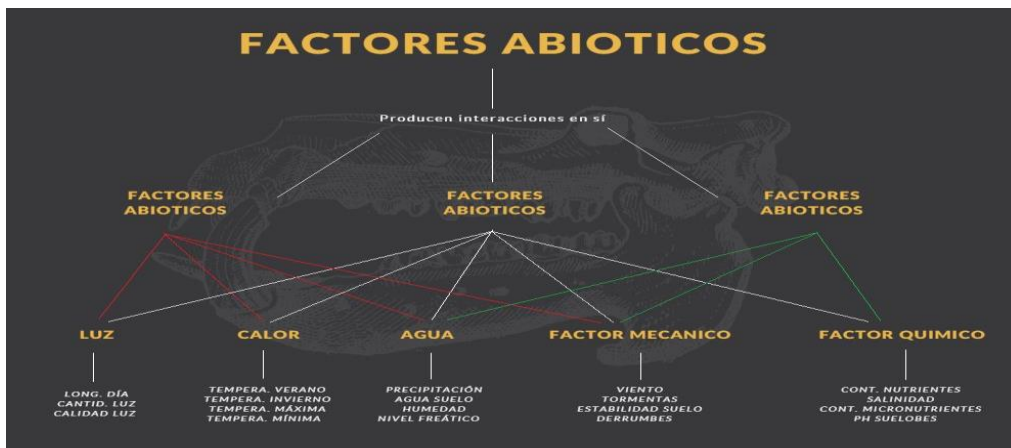 FACTORES ABIOTICOS
Producen interacciones en sí
FACTORES
ABIOTICOS
FACTORES
ABIOTICOS
FACTORES
ABIOTICOS
LUZ
LONG. DÍA
CANTID. LUZ
CALIDAD LUZ
CALOR
TEMPERA. VERANO
TEMPERA. INVIERNO
TEMPERA. MÁXIMA
TEMPERA. MÍNIMA
AGUA
PRECIPITACIÓN
AGUA SUELO
HUMEDAD
NIVEL FREÁTICO
FACTOR MECANICO
VIENTO
TORMENTAS
ESTABILIDAD SUELO
DERRUMBES
FACTOR QUIMICO
CONT. NUTRIENTES
SALINIDAD
CONT. MICRONUTRIENTES
PH SUELOBES